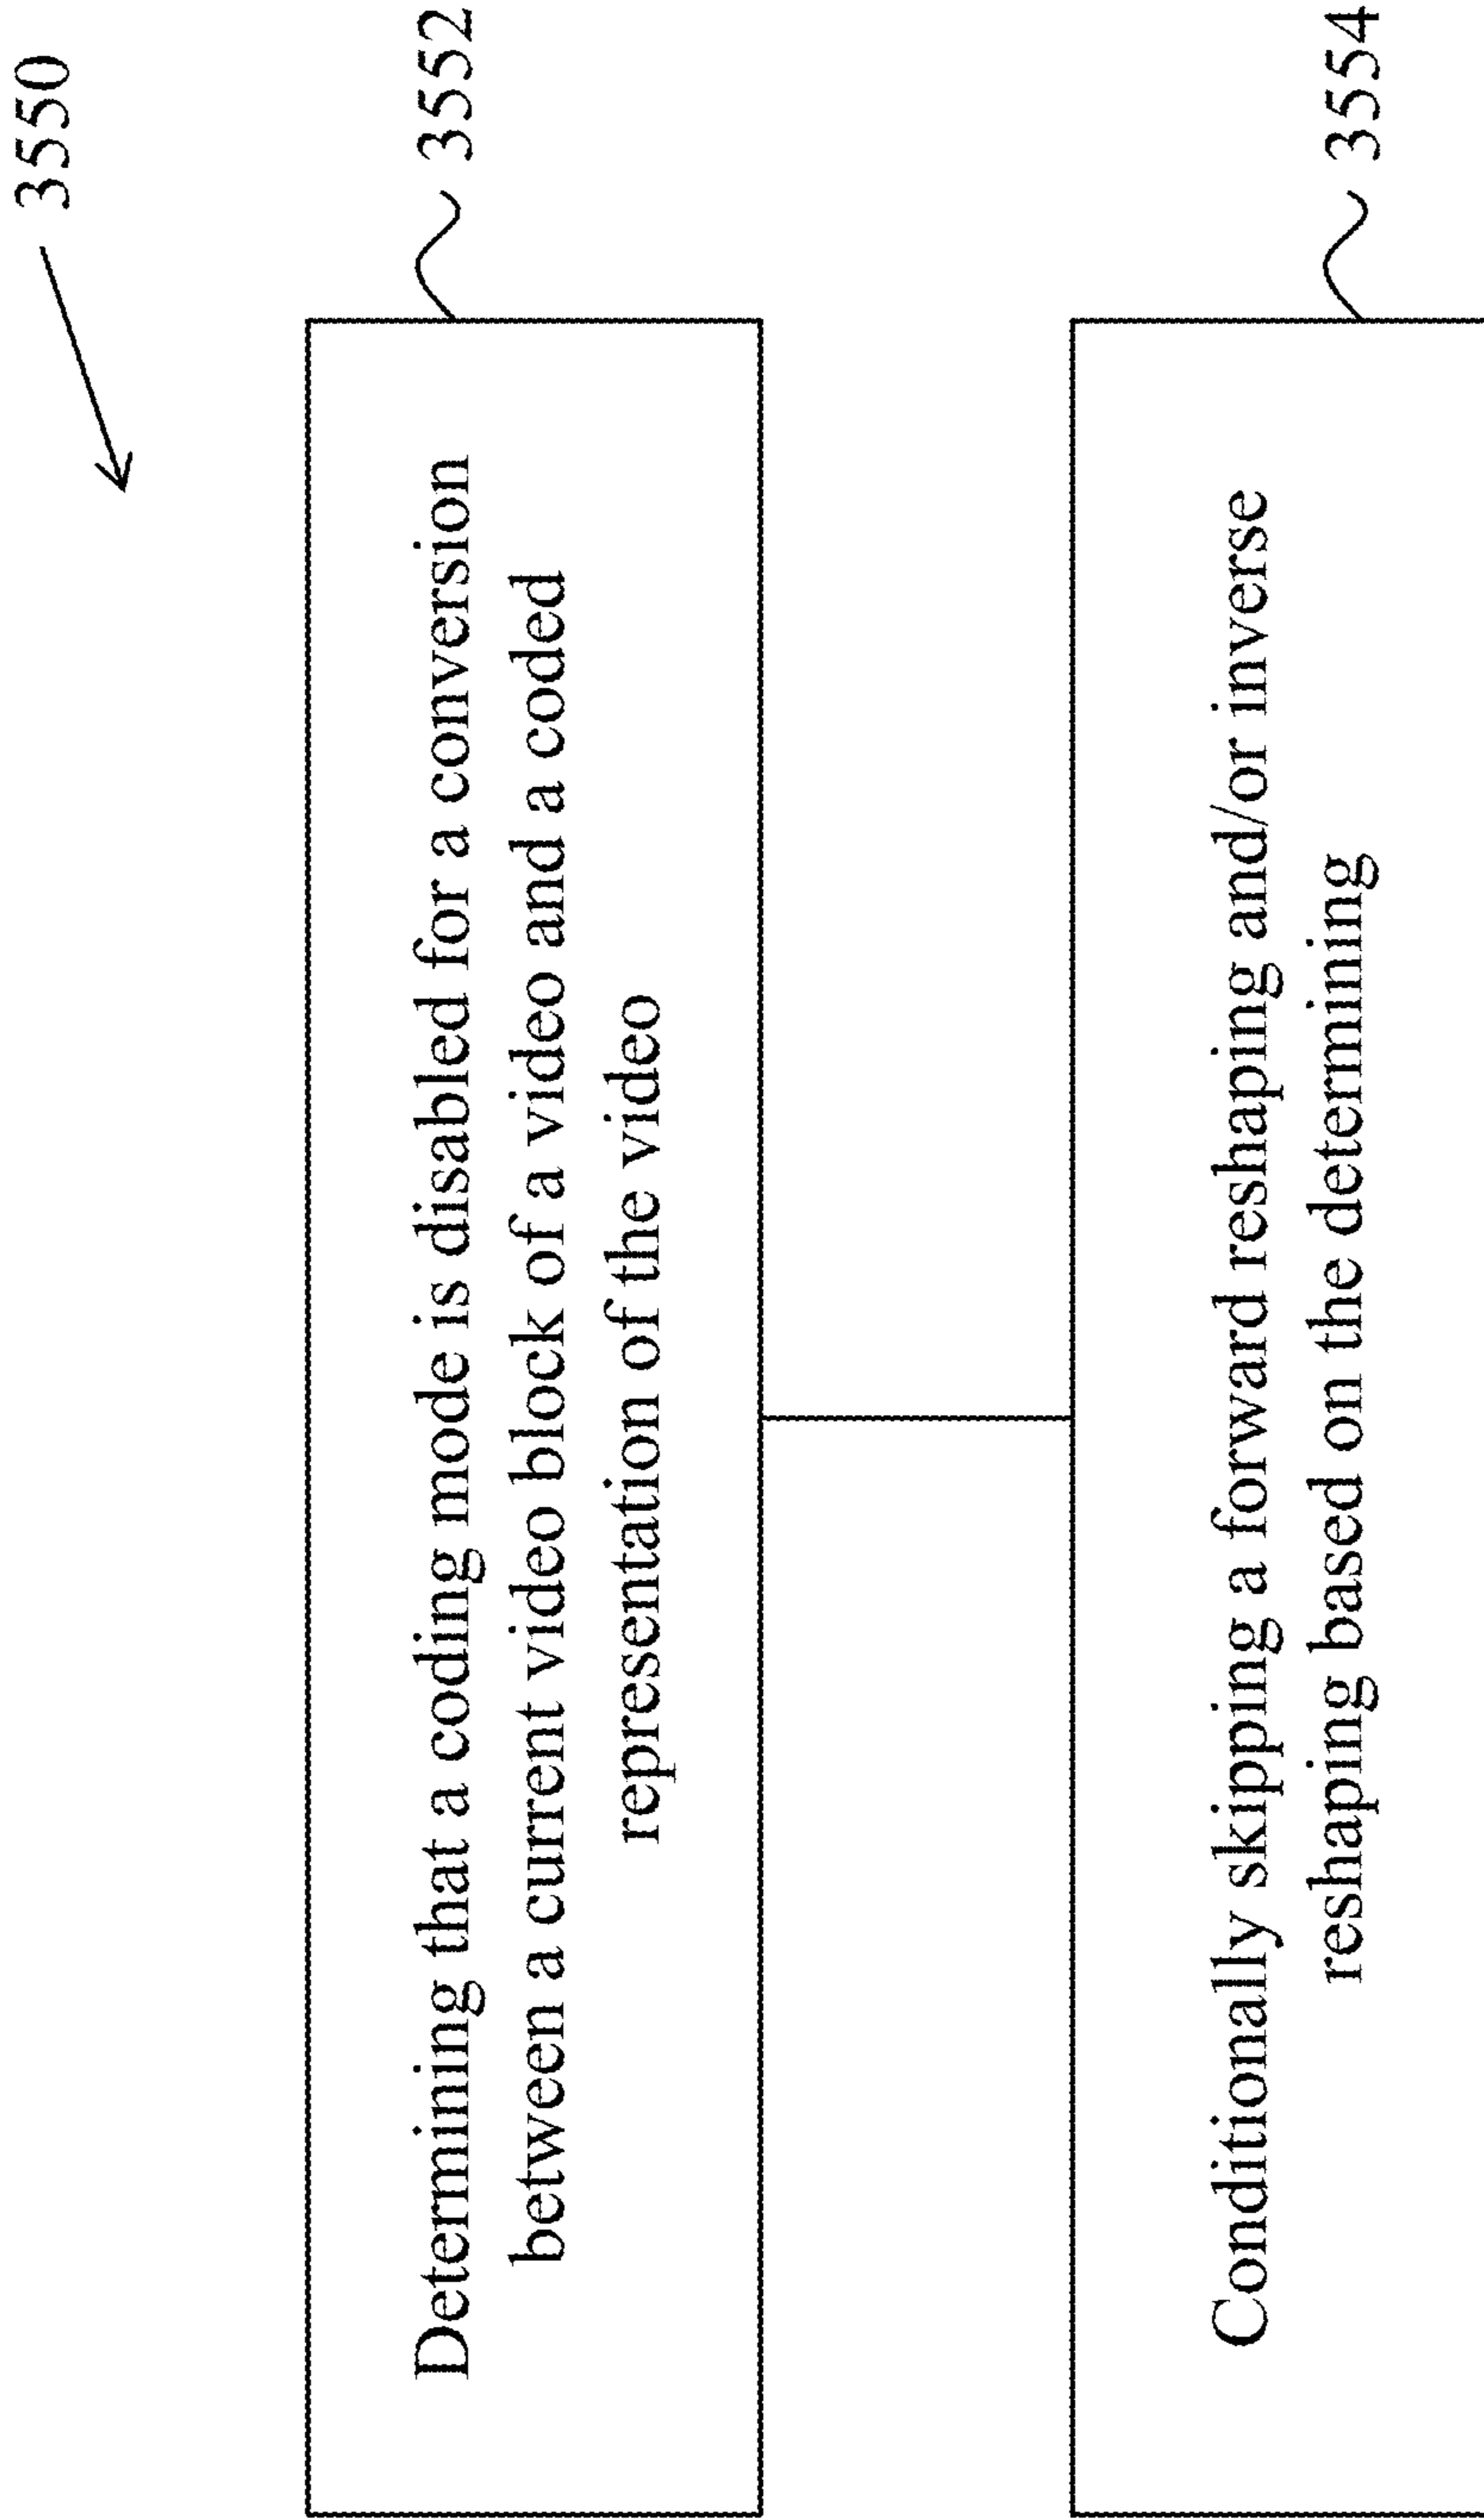 3550
Determining that a coding mode is disabled for a conversion
between a current video block of a video and a coded
representation of the video
3552
Conditionally skipping a forward reshaping and/or inverse
reshaping based on the determining
3554